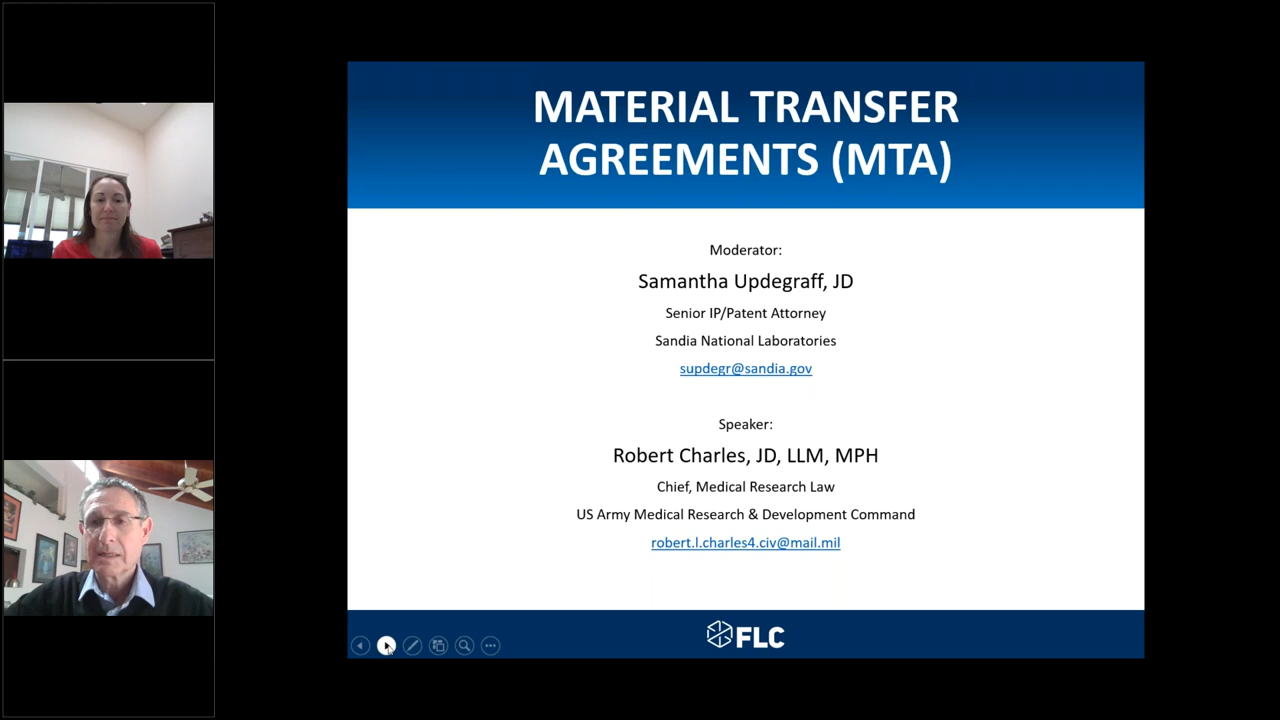 MATERIAL TRANSFER
AGREEMENTS (MTA)
Moderator:
Samantha Updegraff, JD
Senior IP/Patent Attorney
Sandia National Laboratories
supdegr@sandia.gov
Speaker:
Robert Charles, JD, LLM, MPH
Chief, Medical Research Law
US Army Medical Research & Development Command
robert.l.charles4.civ@mail.mil
FLC